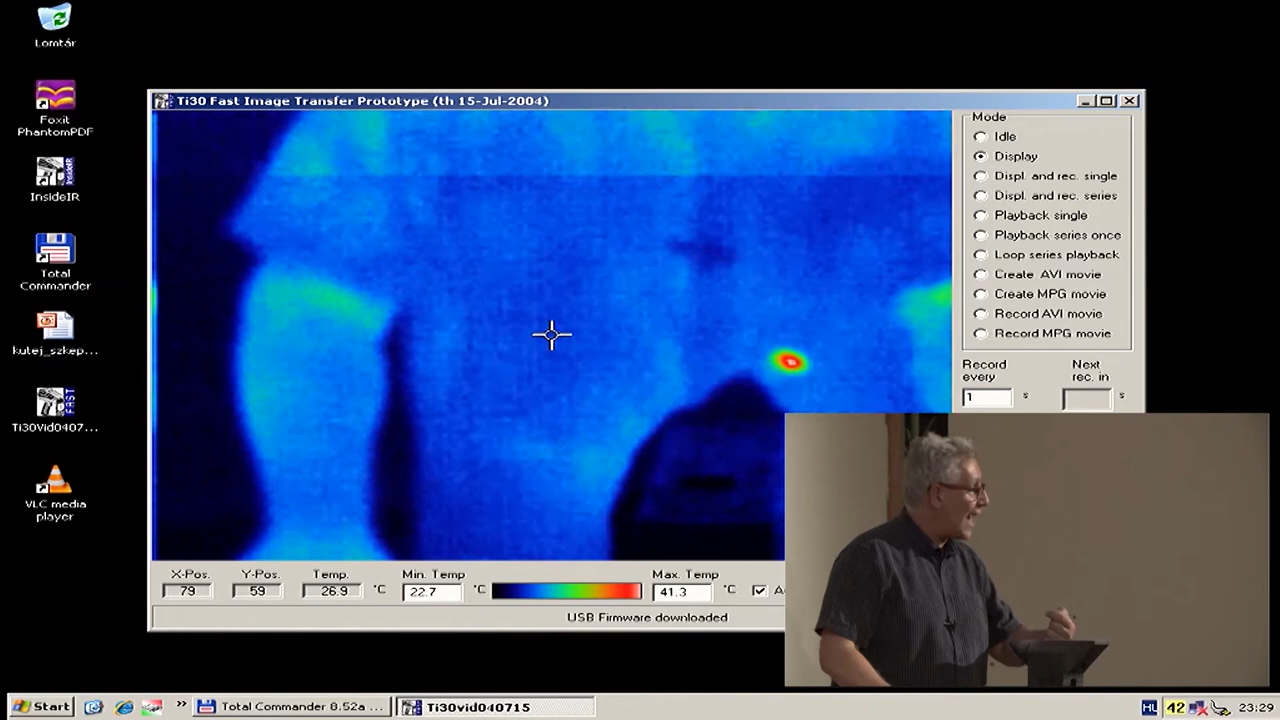 Lomtár
Foxit
PhantomPDF
InsideIR
Total
Commander
kutej_szkep...
Ti30Vid0407...
VLC media
player
Ti30 Fast Image Transfer Prototype (th 15-Jul-2004)
Mode
Idle
Display
Displ. and rec. single
Displ. and rec. series
Playback single
Playback series once
Loop series playback
Create AVI movie
Create MPG movie
Record AVI movie
Record MPG movie
Record
every
Next
rec. in
1
s
s
X-Pos.
Y-Pos.
Temp.
°C
Min. Temp
°C
Max. Temp
°C
79
59
26.9
22.7
41.3
USB Firmware downloaded
Start
»
Total Commander 8.52a ...
Ti30vid040715
HU
42
23:29